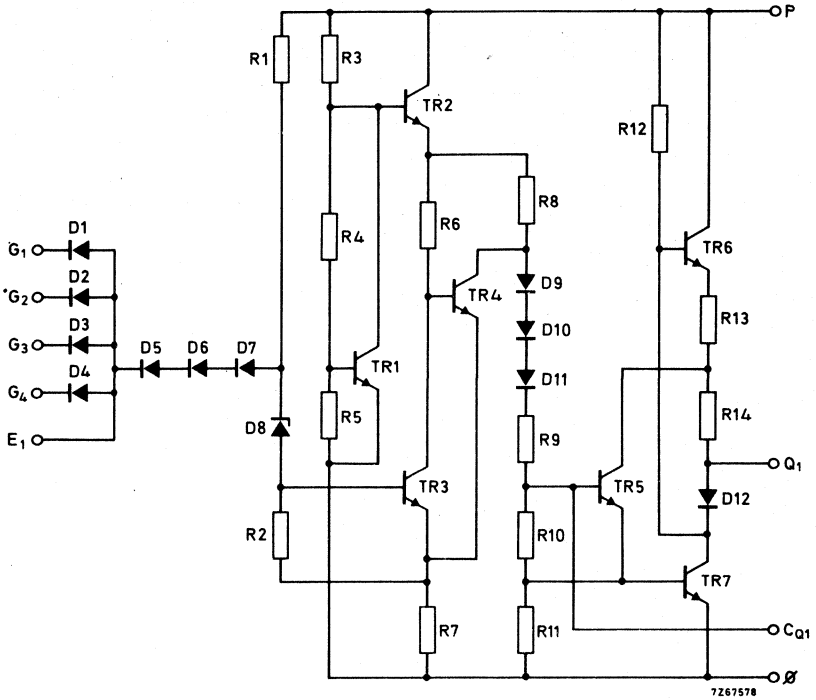 P
R1
R3
TR2
R12
R8
R6
D1
G1
R4
TR6
D2
G2
TR4
D9
D3
R13
D10
G3
D5
D6
D7
TR1
D11
D4
G4
R5
R14
D8
R9
E1
Q1
TR3
TR5
D12
R2
R10
TR7
R7
R11
CQ1
Ø
7Z67578